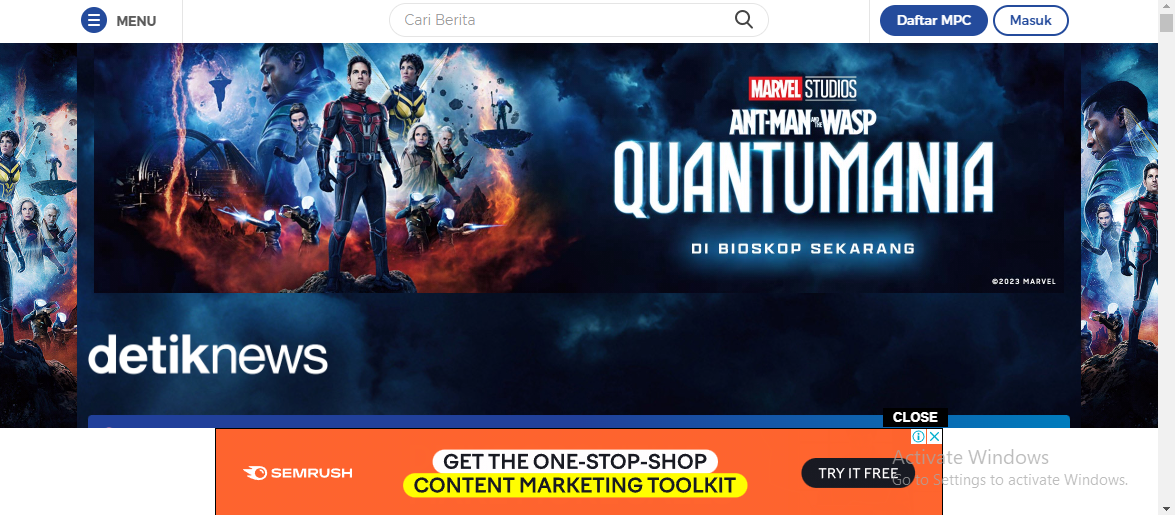 MENU
Cari Berita
Daftar MPC
Masuk
MARVEL STUDIOS
ANT-MAN AND THE WASP
QUANTUMANIA
DI BIOSKOP SEKARANG
©2023 MARVEL
detiknews
CLOSE
SEMRUSH
GET THE ONE-STOP-SHOP
CONTENT MARKETING TOOLKIT
TRY IT FREE
Activate Windows
Go to Settings to activate Windows.